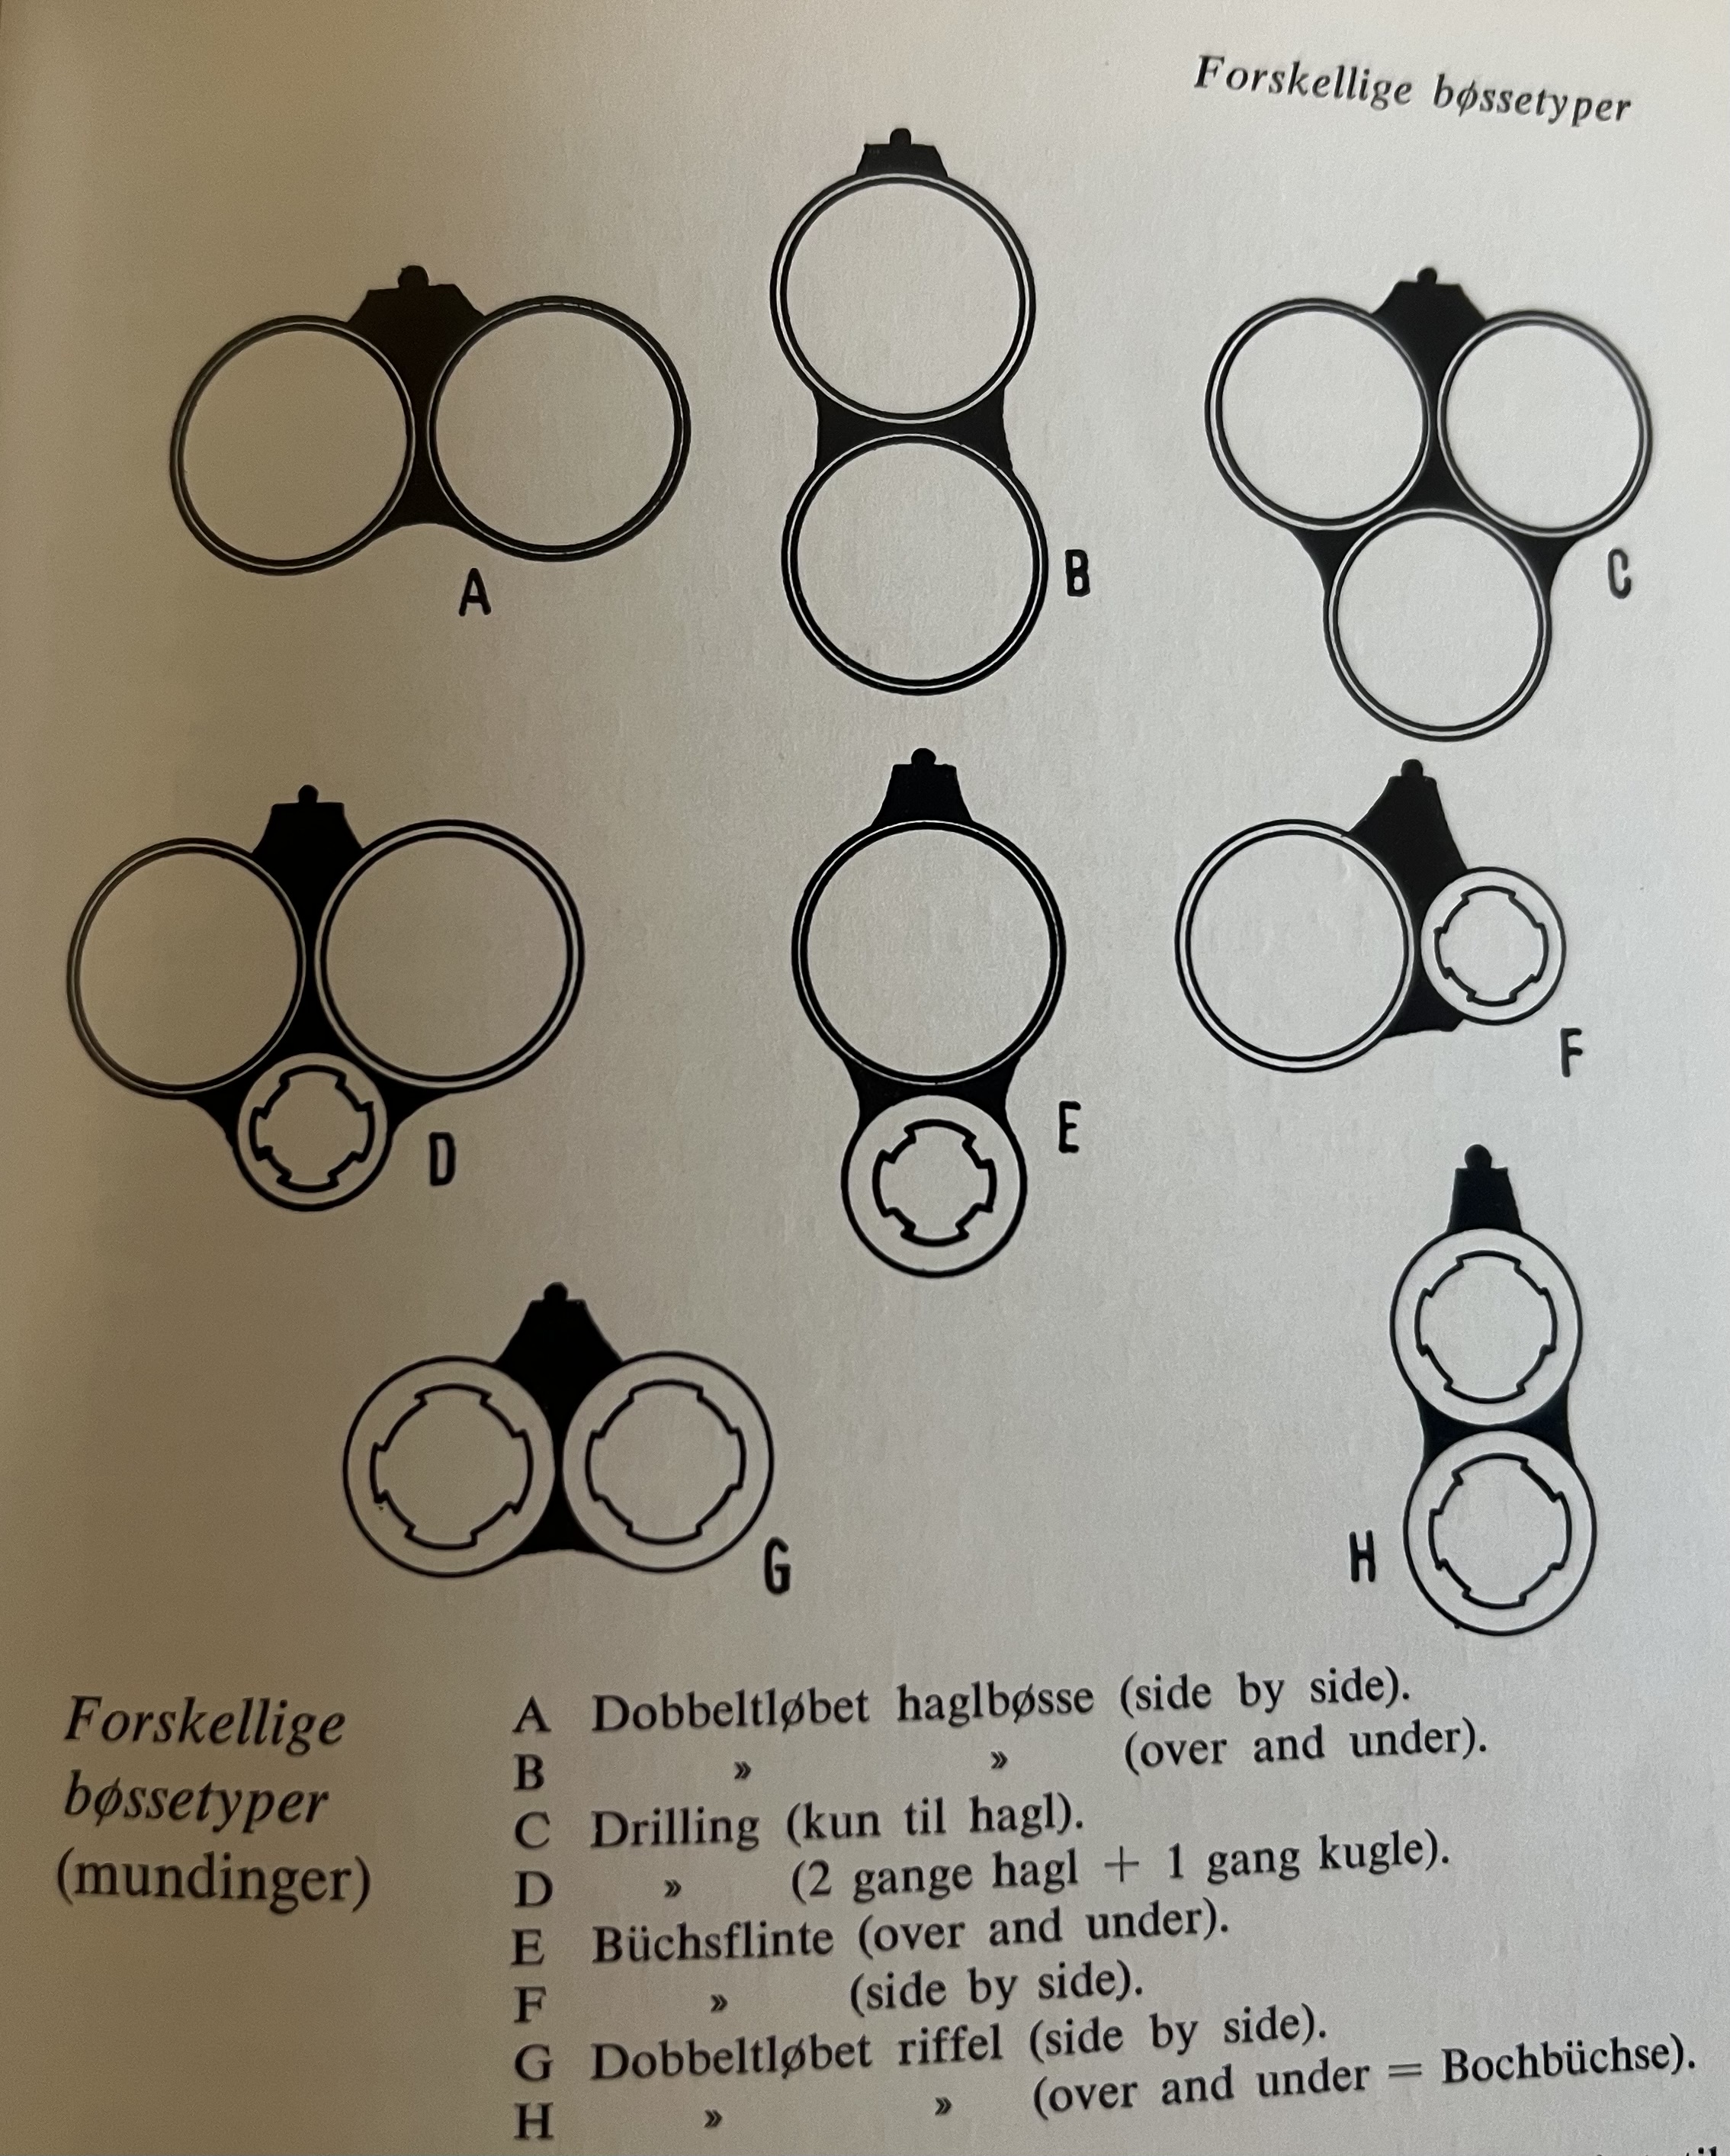 Forskellige bøssetyper
A
B
C
D
E
F
G
H
Forskellige
bøssetyper
(mundinger)
A Dobbeltløbet haglbøsse (side by side).
B » » (over and under).
C Drilling (kun til hagl).
D » (2 gange hagl + 1 gang kugle).
E Büchsflinte (over and under).
F » (side by side).
G Dobbeltløbet riffel (side by side).
H » » (over and under = Bochbüchse).